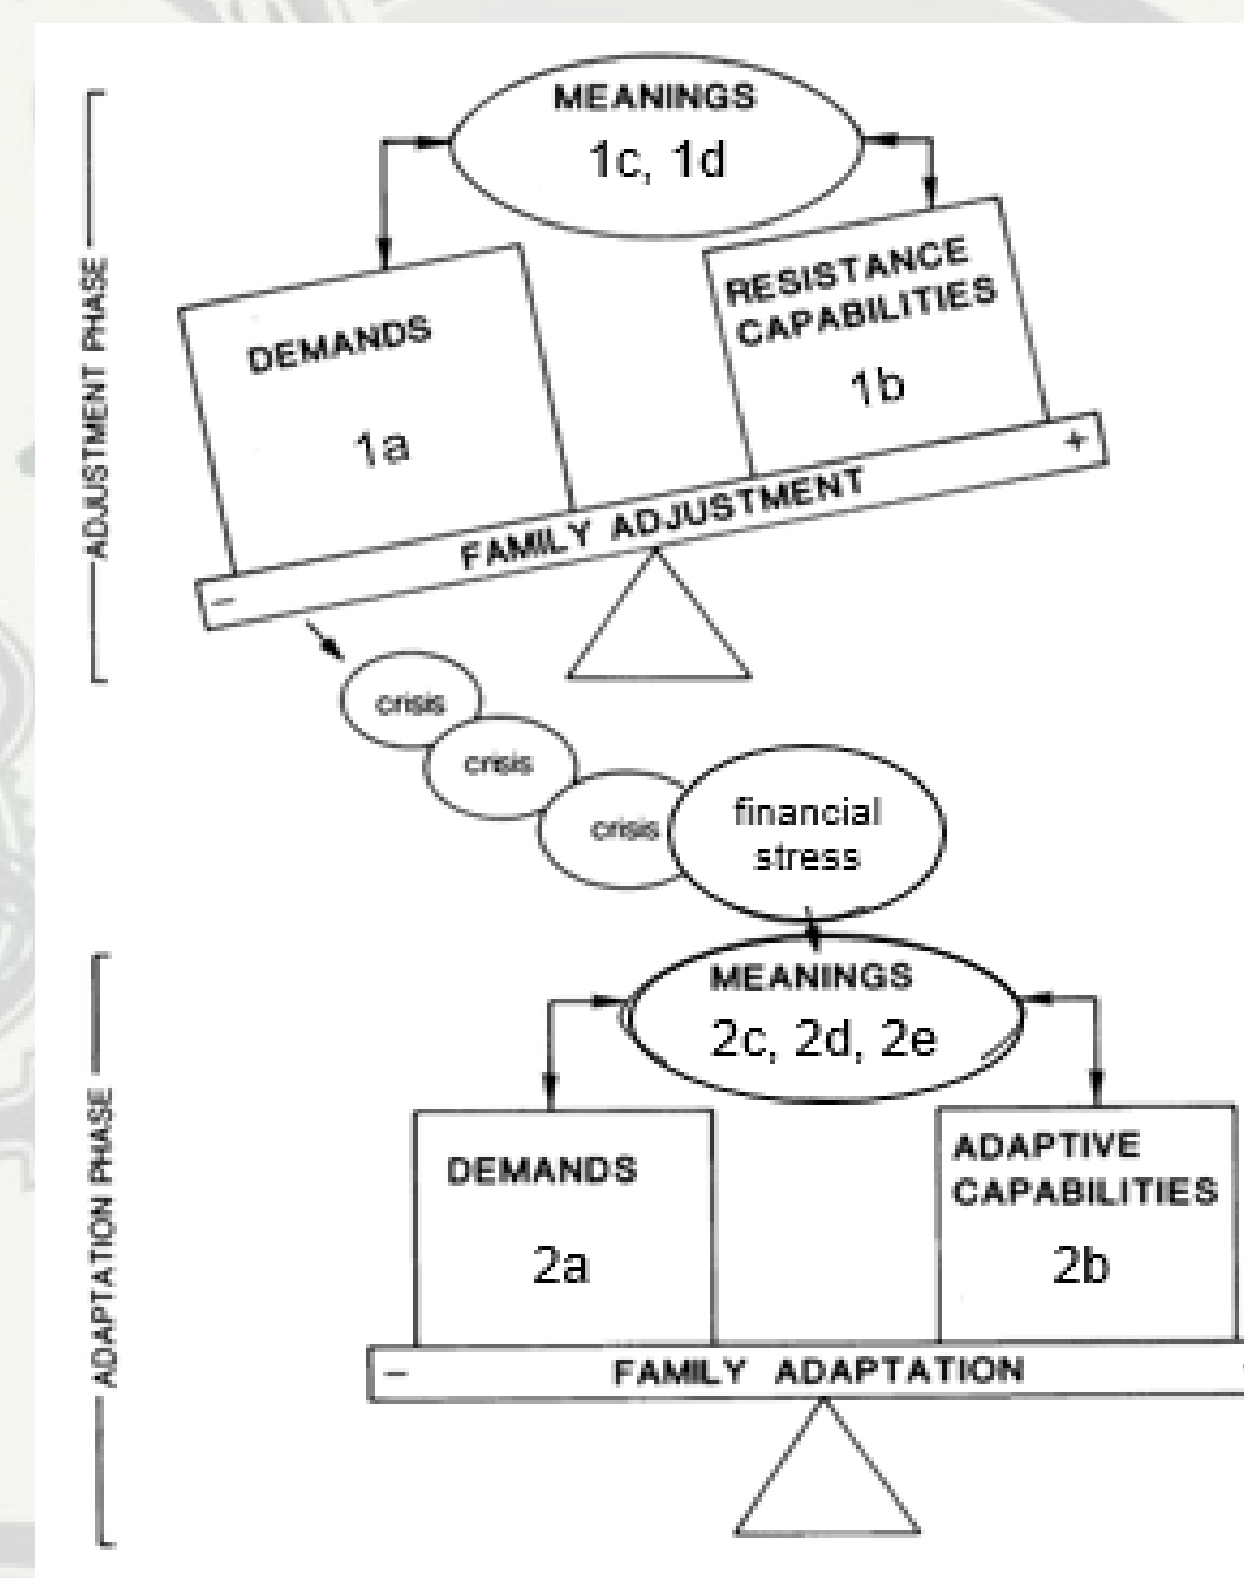 MEANINGS
1c, 1d
ADJUSTMENT PHASE
DEMANDS
1a
RESISTANCE
CAPABILITIES
1b
+
FAMILY ADJUSTMENT
−
crisis
crisis
crisis
financial
stress
MEANINGS
2c, 2d, 2e
ADAPTATION PHASE
DEMANDS
2a
ADAPTIVE
CAPABILITIES
2b
− FAMILY ADAPTATION